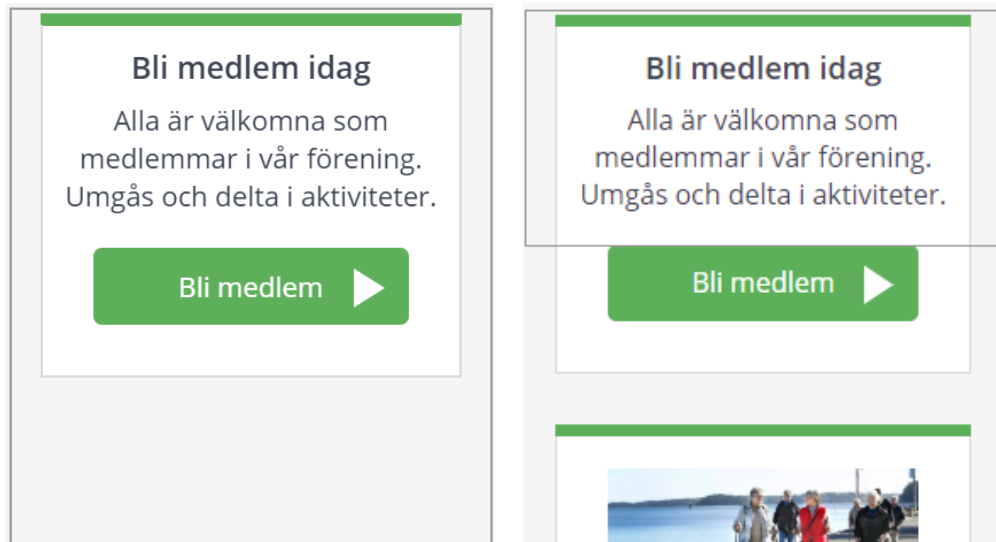 Bli medlem idag
Alla är välkomna som
medlemmar i vår förening.
Umgås och delta i aktiviteter.
Bli medlem
Bli medlem idag
Alla är välkomna som
medlemmar i vår förening.
Umgås och delta i aktiviteter.
Bli medlem